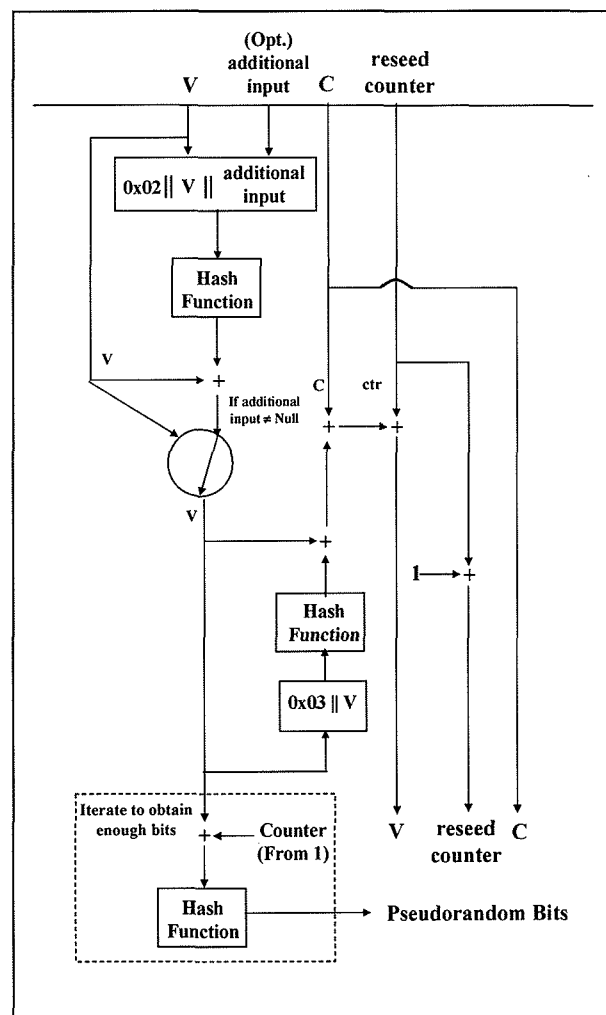 (Opt.)
additional
input
V
C
reseed
counter
0x02 || V ||
additional
input
Hash
Function
V
+
If additional
input ≠ Null
C
ctr
+
+
V
+
1
+
Hash
Function
0x03 || V
Iterate to obtain
enough bits
+
Counter
(From 1)
V
reseed
counter
C
Hash
Function
Pseudorandom Bits